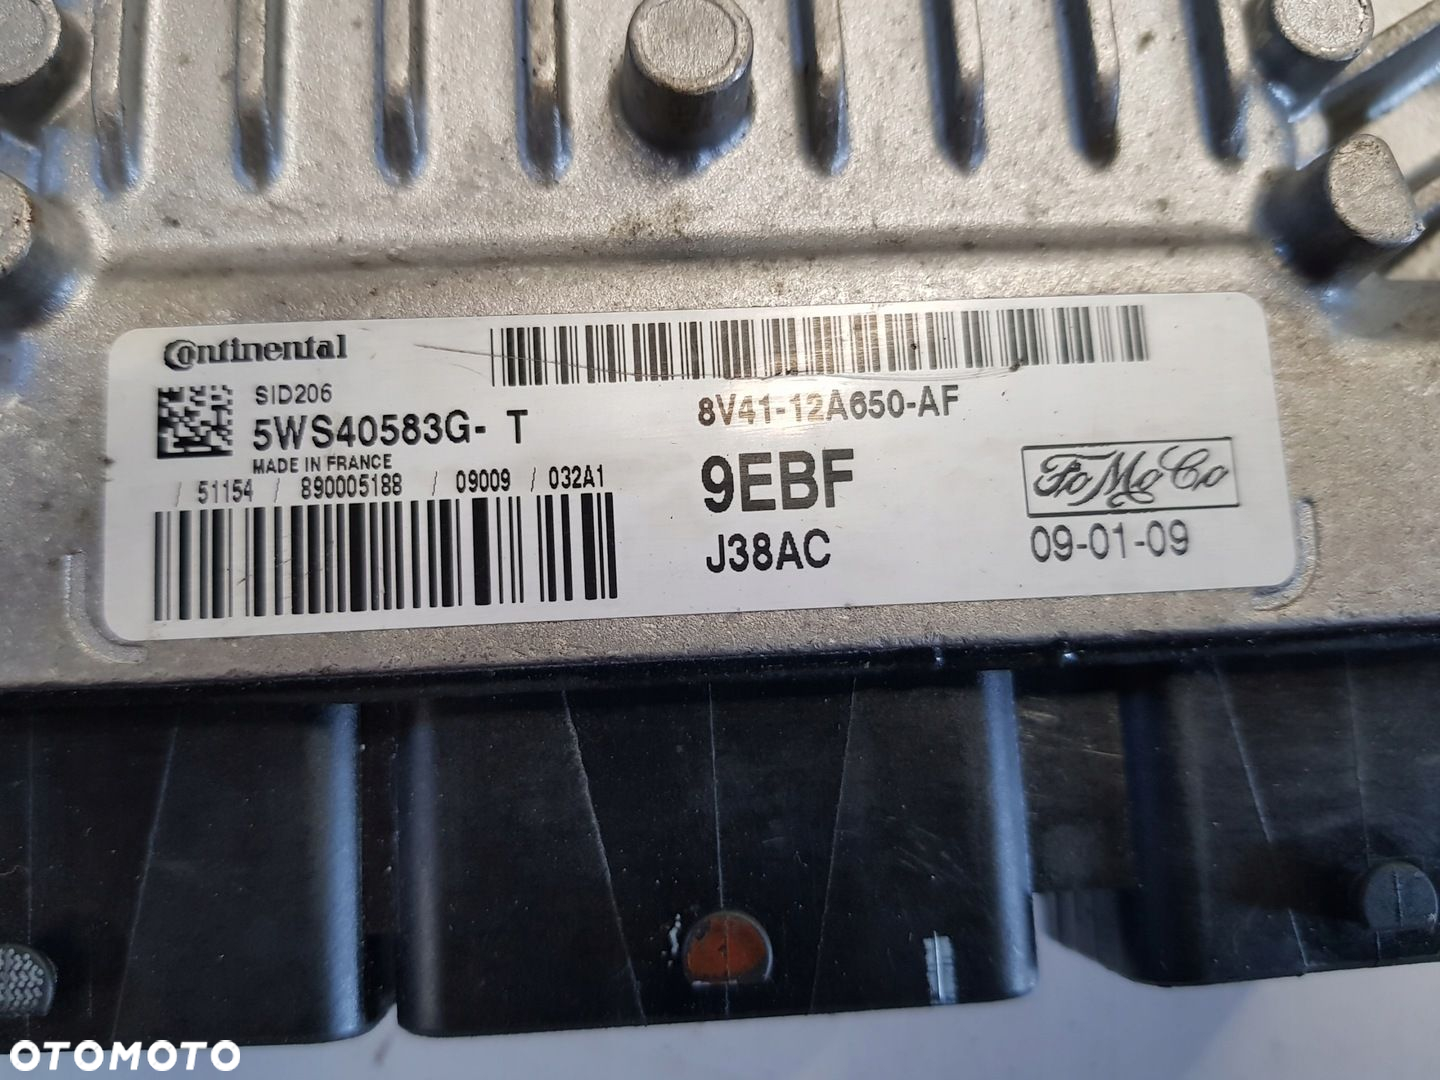 Continental
SID206
5WS40583G- T
MADE IN FRANCE
/ 51154 / 890005188 / 09009 / 032A1
8V41-12A650-AF
9EBF
J38AC
FoMoCo
09-01-09
OTOMOTO